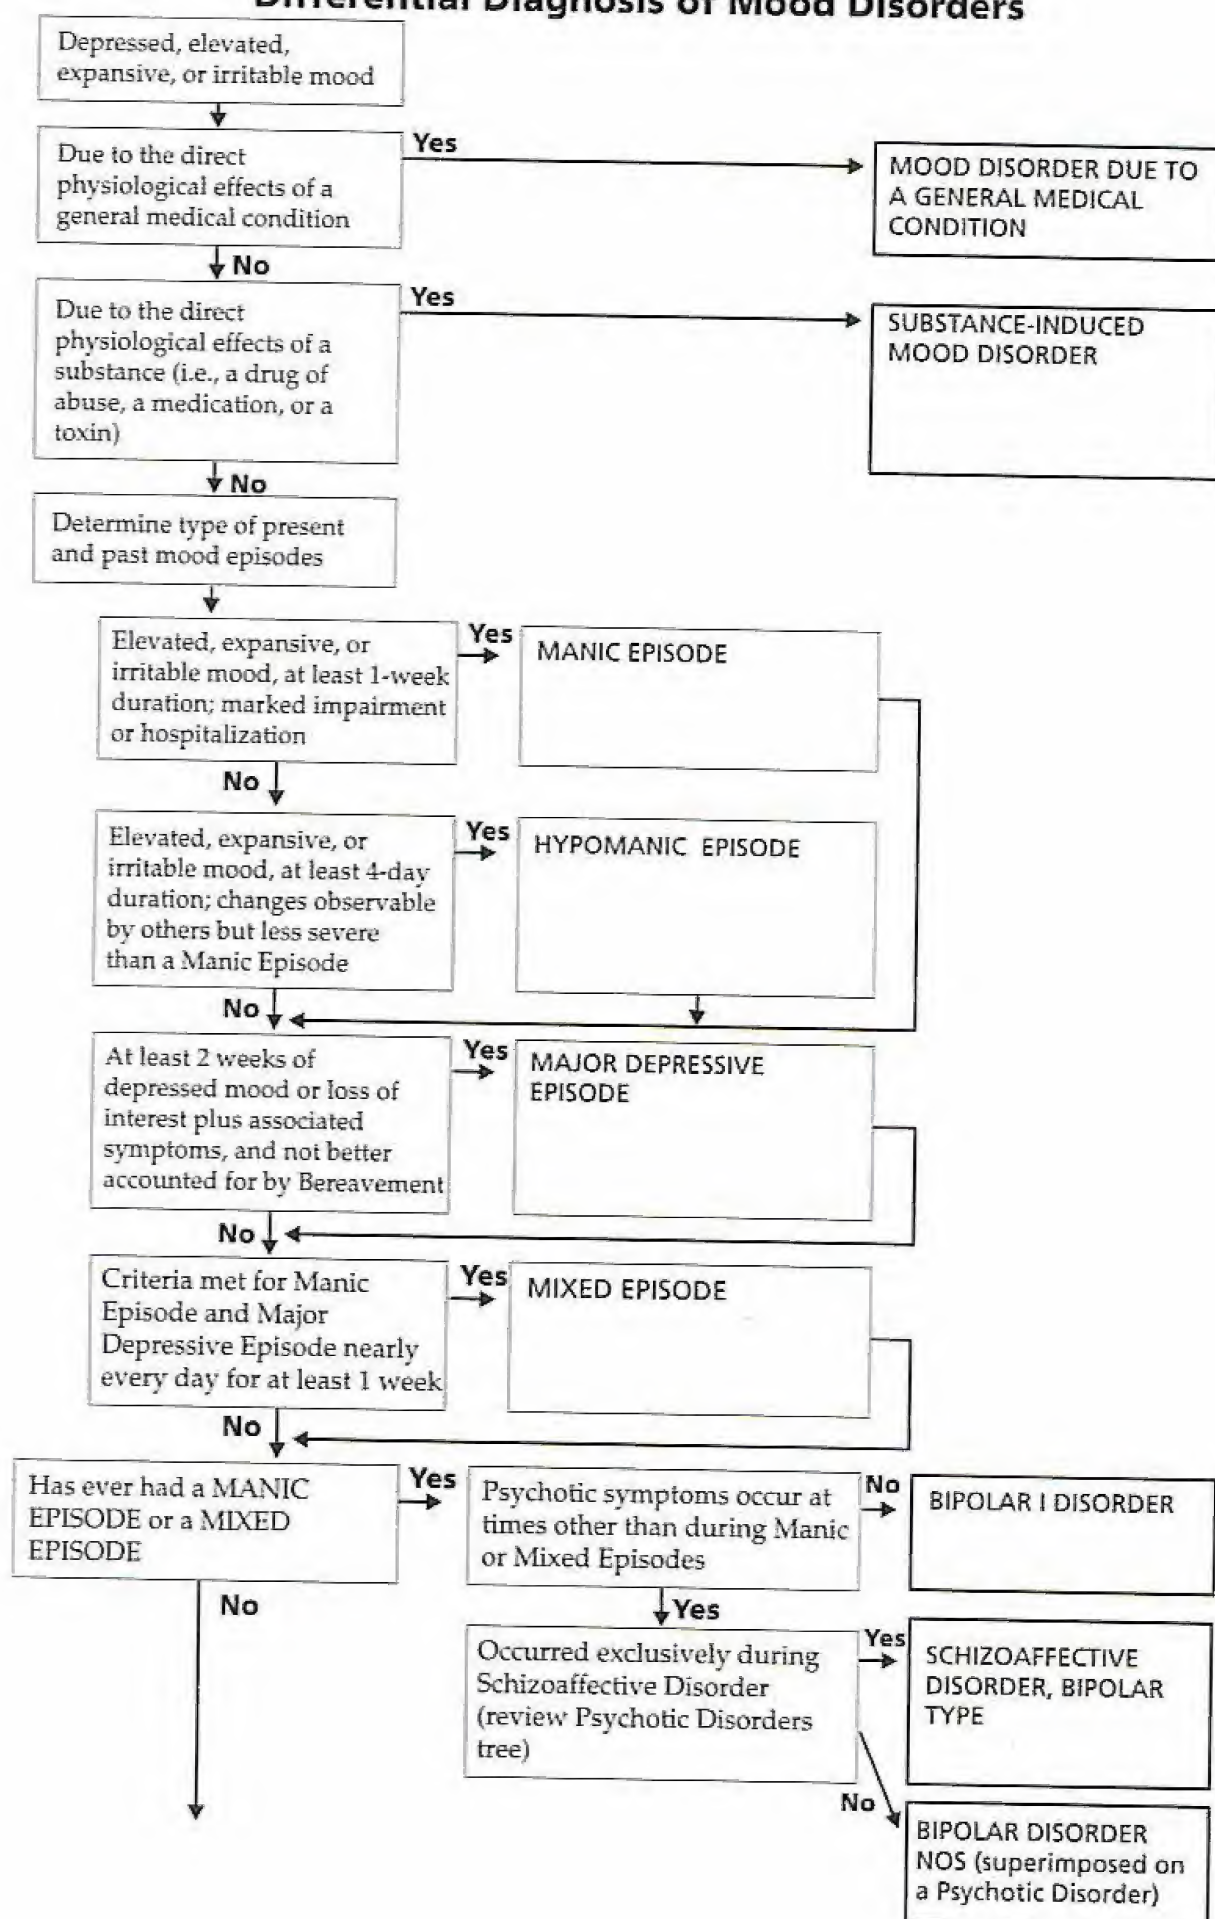 Differential Diagnosis of Mood Disorders
Depressed, elevated,
expansive, or irritable mood
Due to the direct
physiological effects of a
general medical condition
Yes
MOOD DISORDER DUE TO
A GENERAL MEDICAL
CONDITION
No
Due to the direct
physiological effects of a
substance (i.e., a drug of
abuse, a medication, or a
toxin)
Yes
SUBSTANCE-INDUCED
MOOD DISORDER
No
Determine type of present
and past mood episodes
Elevated, expansive, or
irritable mood, at least 1-week
duration; marked impairment
or hospitalization
Yes
MANIC EPISODE
No
Elevated, expansive, or
irritable mood, at least 4-day
duration; changes observable
by others but less severe
than a Manic Episode
Yes
HYPOMANIC EPISODE
No
At least 2 weeks of
depressed mood or loss of
interest plus associated
symptoms, and not better
accounted for by Bereavement
Yes
MAJOR DEPRESSIVE
EPISODE
No
Criteria met for Manic
Episode and Major
Depressive Episode nearly
every day for at least 1 week
Yes
MIXED EPISODE
No
Has ever had a MANIC
EPISODE or a MIXED
EPISODE
Yes
Psychotic symptoms occur at
times other than during Manic
or Mixed Episodes
No
BIPOLAR I DISORDER
No
Yes
Occurred exclusively during
Schizoaffective Disorder
(review Psychotic Disorders
tree)
Yes
SCHIZOAFFECTIVE
DISORDER, BIPOLAR
TYPE
No
BIPOLAR DISORDER
NOS (superimposed on
a Psychotic Disorder)